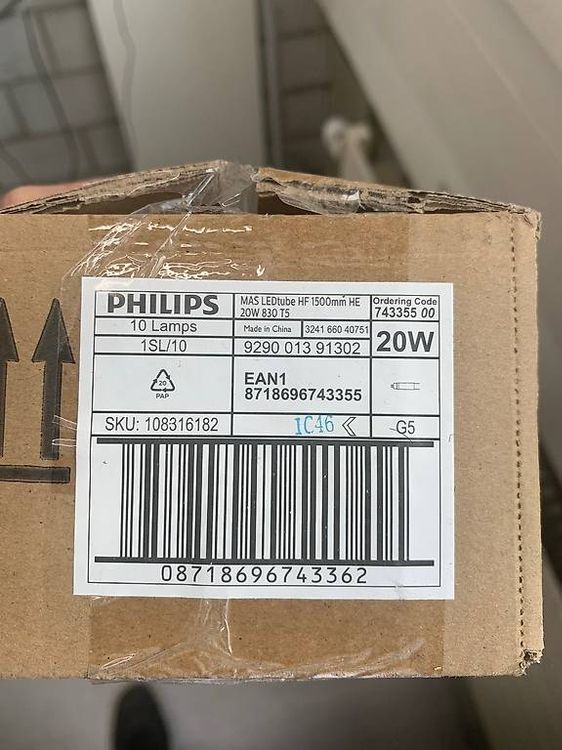 PHILIPS
MAS LEDtube HF 1500mm HE
20W 830 T5
Ordering Code
743355 00
10 Lamps
Made in China
3241 660 40751
20W
1SL/10
9290 013 91302
20
PAP
EAN1
8718696743355
SKU: 108316182
IC46
G5
08718696743362